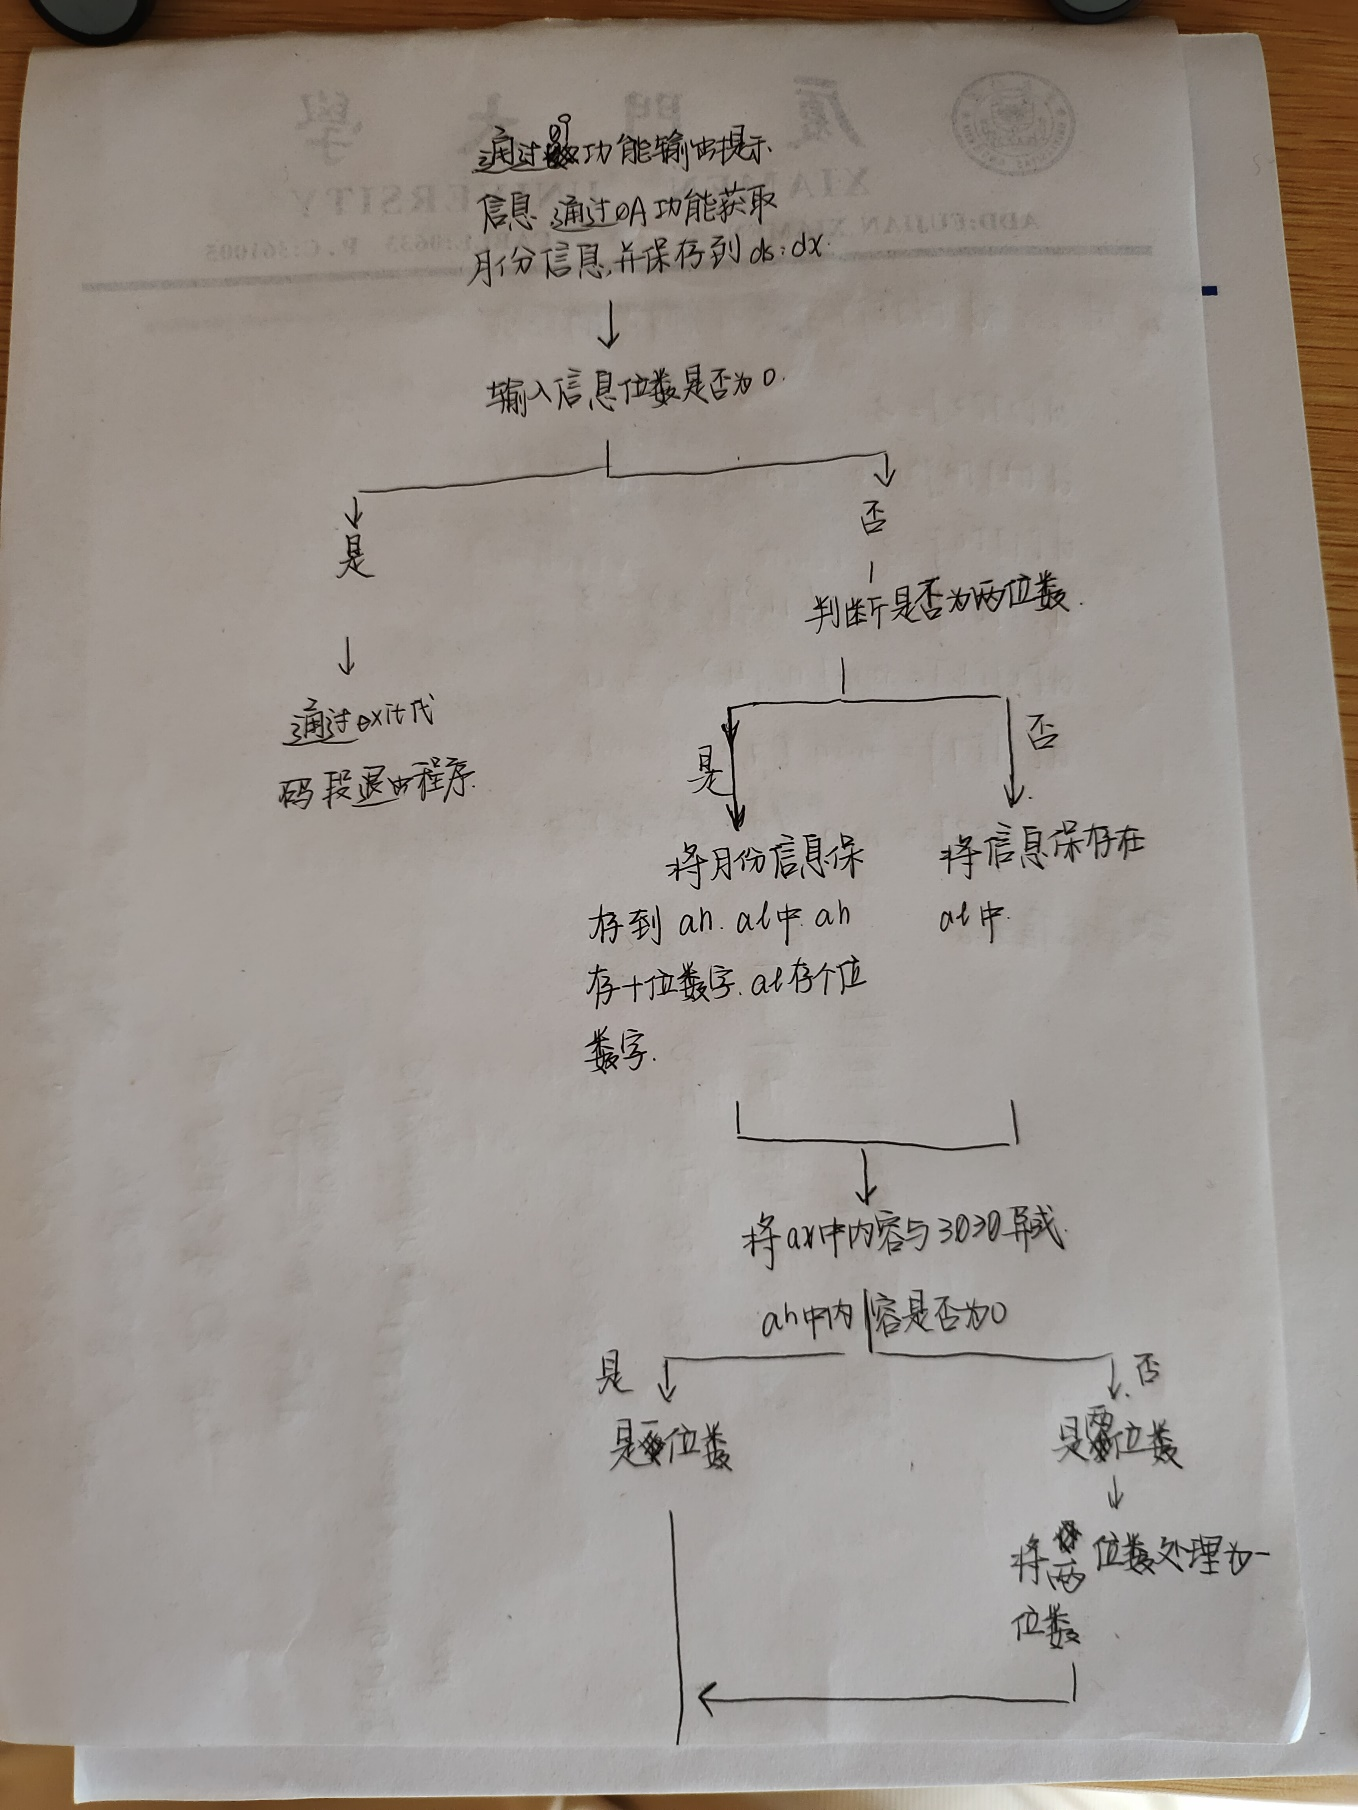 通过09功能输出提示
信息 通过0A功能获取
月份信息,并保存到ds:dx.
输入信息位数是否为0.
是
否
判断是否为两位数.
通过exit代
码段退出程序.
是
否
将月份信息保
存到 ah. al中. ah
存十位数字. al存个位
数字.
将信息保存在
al中.
将ax中内容与3030异或.
ah中内容是否为0
是
否
是一位数
是两位数
将两位数处理为一
位数